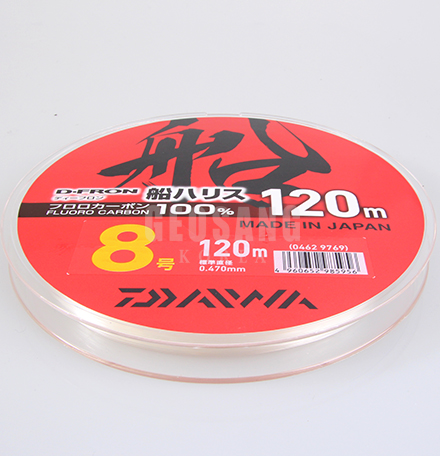 船
D-FRON
ディーフロン
船ハリス
120m
フロロカーボン
FLUORO CARBON
100%
MADE IN JAPAN
8号
120m
標準直径
0.470mm
(0462 9769)
4 960652 985956
DAIWA
GEOSANG